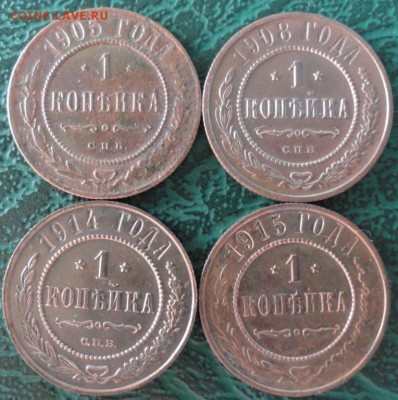 COINS.LAVE.RU
1905 ГОДА
1
КОПѢЙКА
С.П.Б.
1908 ГОДА
1
КОПѢЙКА
С.П.Б.
1914 ГОДА
1
КОПѢЙКА
С.П.Б.
1915 ГОДА
1
КОПѢЙКА